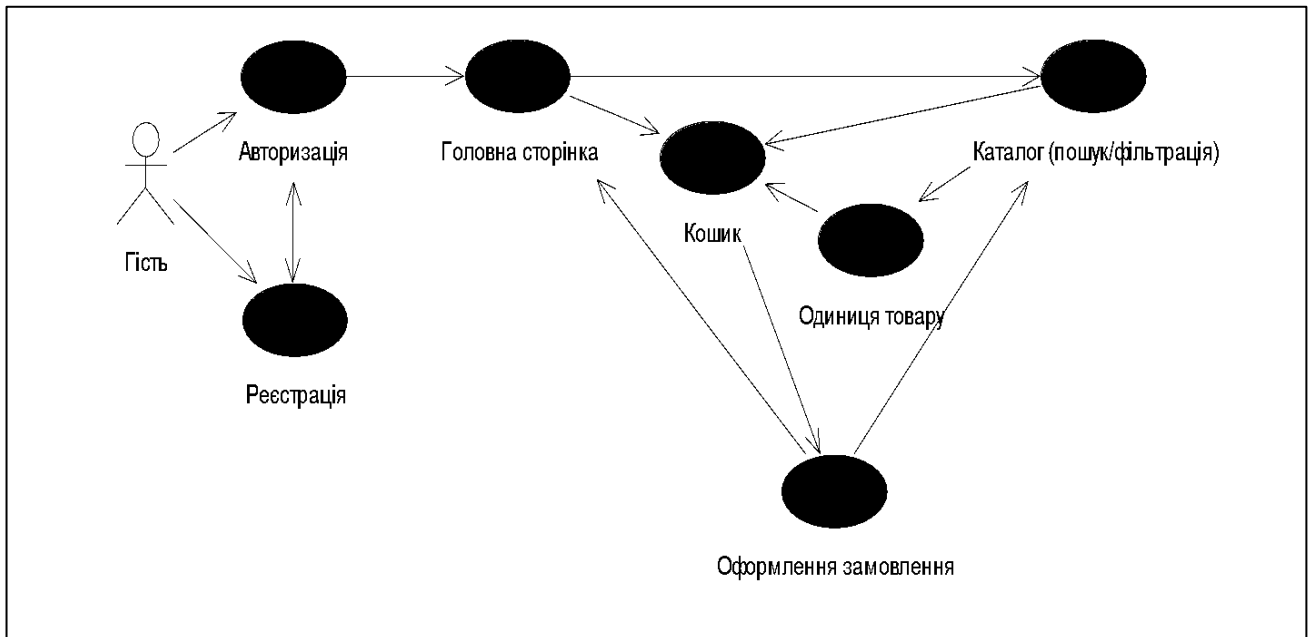 Авторизація
Головна сторінка
Каталог (пошук/фільтрація)
Кошик
Гість
Одиниця товару
Реєстрація
Оформлення замовлення